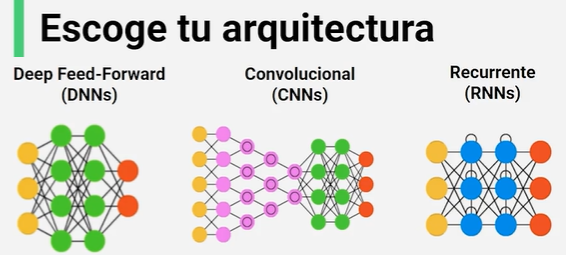 Escoge tu arquitectura
Deep Feed-Forward
(DNNs)
Convolucional
(CNNs)
Recurrente
(RNNs)